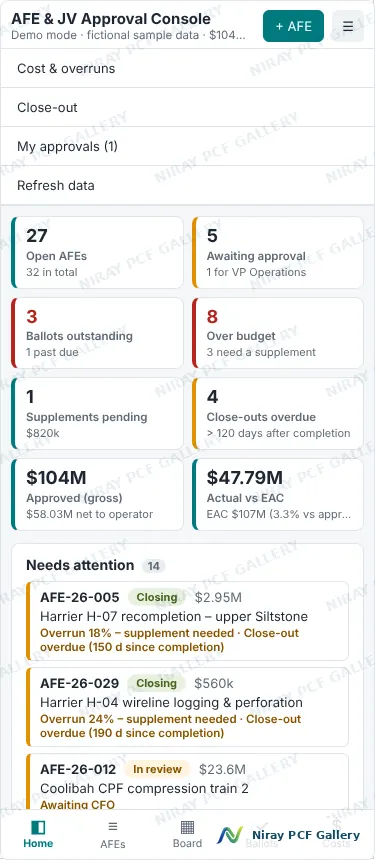 AFE & JV Approval Console
Demo mode · fictional sample data · $104...
+ AFE
☰
Cost & overruns
Close-out
My approvals (1)
Refresh data
27
Open AFEs
32 in total
5
Awaiting approval
1 for VP Operations
3
Ballots outstanding
1 past due
8
Over budget
3 need a supplement
1
Supplements pending
$820k
4
Close-outs overdue
> 120 days after completion
$104M
Approved (gross)
$58.03M net to operator
$47.79M
Actual vs EAC
EAC $107M (3.3% vs appr...
Needs attention 14
AFE-26-005 Closing $2.95M
Harrier H-07 recompletion – upper Siltstone
Overrun 18% – supplement needed · Close-out
overdue (150 d since completion)
AFE-26-029 Closing $560k
Harrier H-04 wireline logging & perforation
Overrun 24% – supplement needed · Close-out
overdue (190 d since completion)
AFE-26-012 In review $23.6M
Coolibah CPF compression train 2
Awaiting CFO
Home
AFEs
Board
Ballots
Costs
Niray PCF Gallery
NIRAY PCF GALLERY